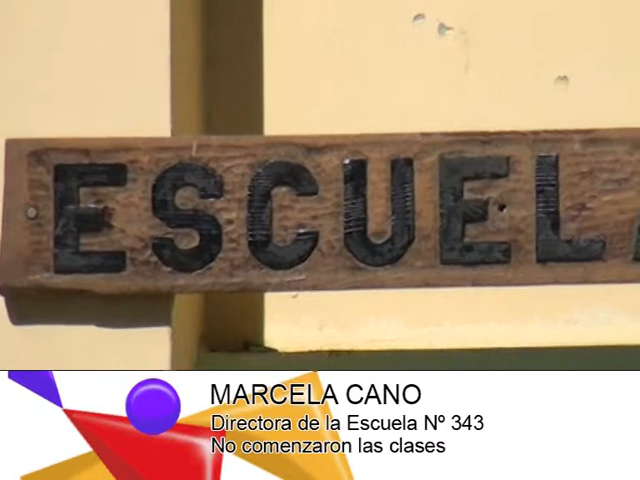 ESCUEL
MARCELA CANO
Directora de la Escuela Nº 343
No comenzaron las clases